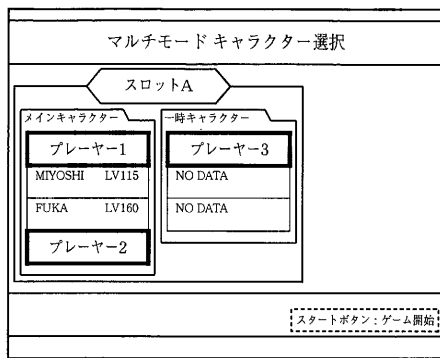 マルチモード キャラクター選択
スロットA
メインキャラクター
プレーヤー1
MIYOSHI LV115
FUKA LV160
プレーヤー2
一時キャラクター
プレーヤー3
NO DATA
NO DATA
スタートボタン：ゲーム開始